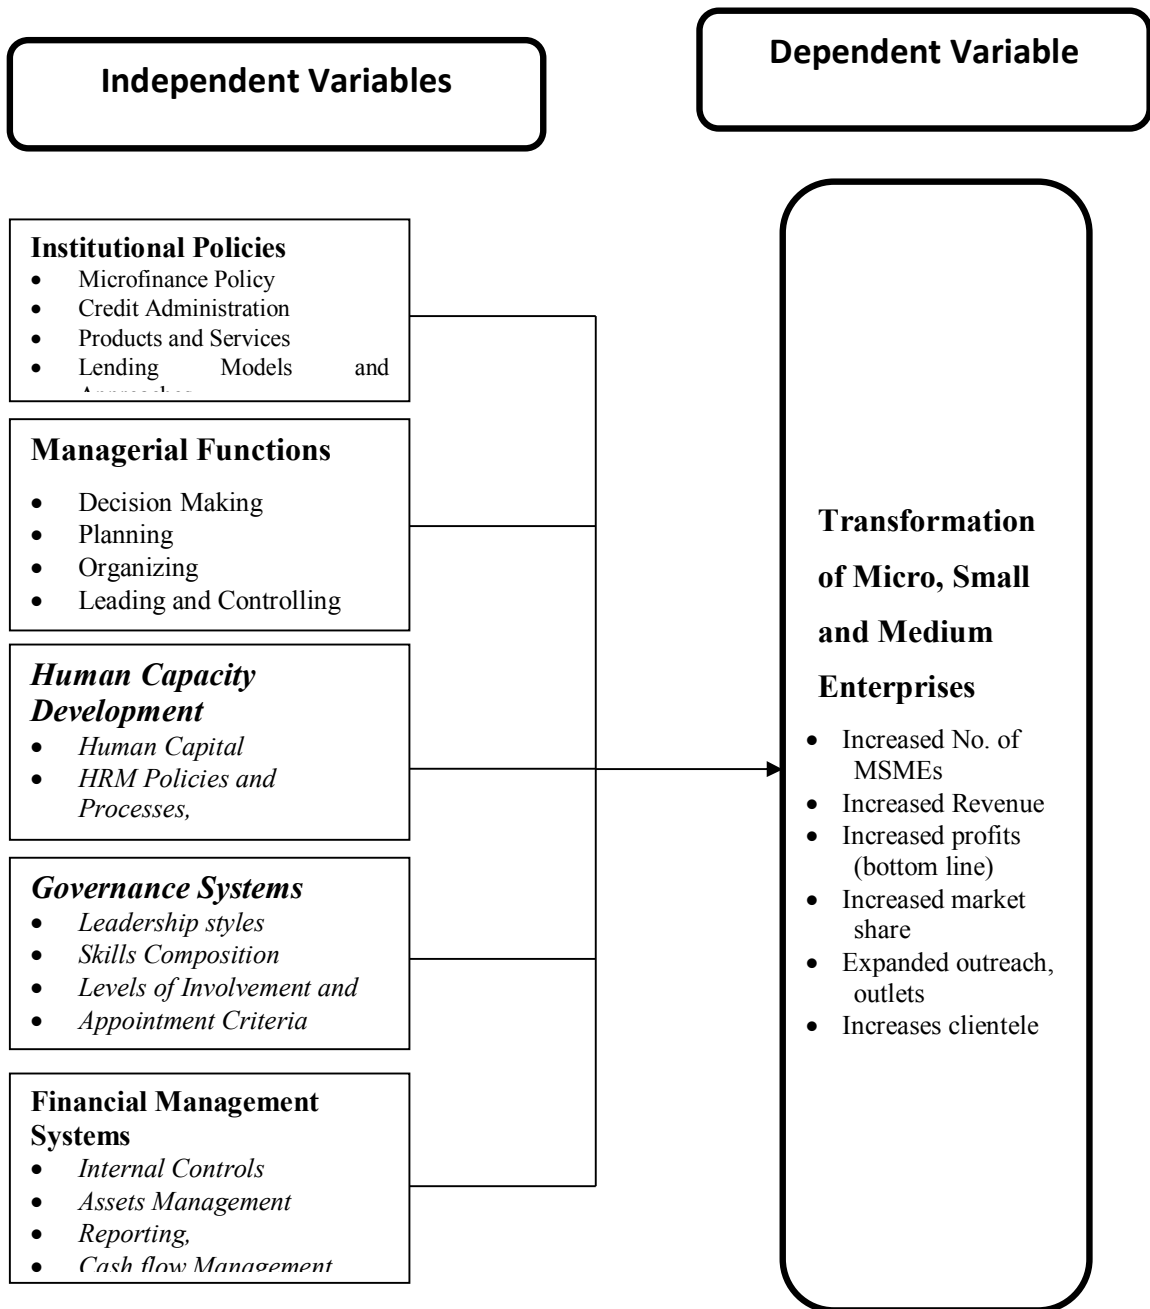 Independent Variables
Dependent Variable
Institutional Policies
• Microfinance Policy
• Credit Administration
• Products and Services
• Lending Models and
Managerial Functions
• Decision Making
• Planning
• Organizing
• Leading and Controlling
Human Capacity
Development
• Human Capital
• HRM Policies and
Processes,
Governance Systems
• Leadership styles
• Skills Composition
• Levels of Involvement and
• Appointment Criteria
Financial Management
Systems
• Internal Controls
• Assets Management
• Reporting,
• Cash flow Management
Transformation
of Micro, Small
and Medium
Enterprises
• Increased No. of
MSMEs
• Increased Revenue
• Increased profits
(bottom line)
• Increased market
share
• Expanded outreach,
outlets
• Increases clientele